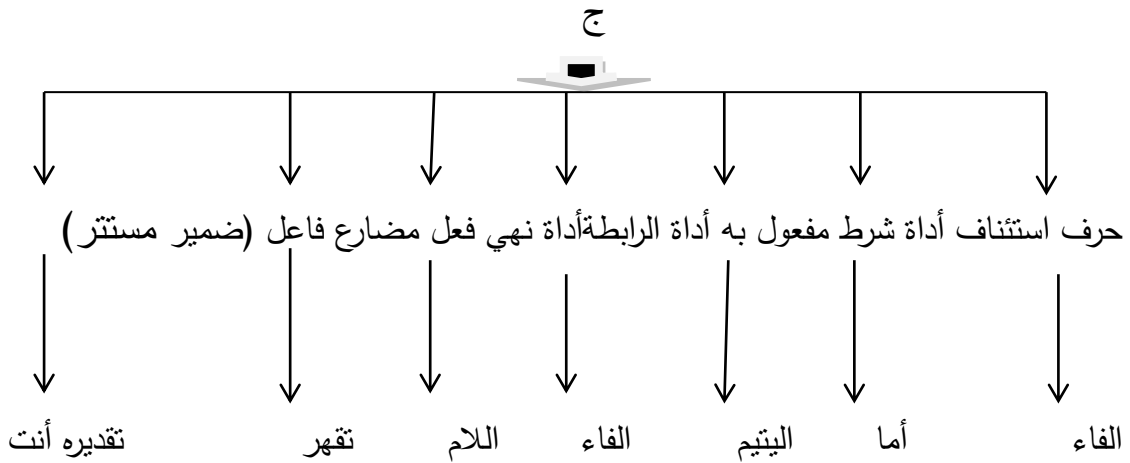 ج
حرف استئناف أداة شرط مفعول به أداة الرابطةأداة نهي فعل مضارع فاعل (ضمير مستتر)
الفاء أما اليتيم الفاء اللام تقهر تقديره أنت